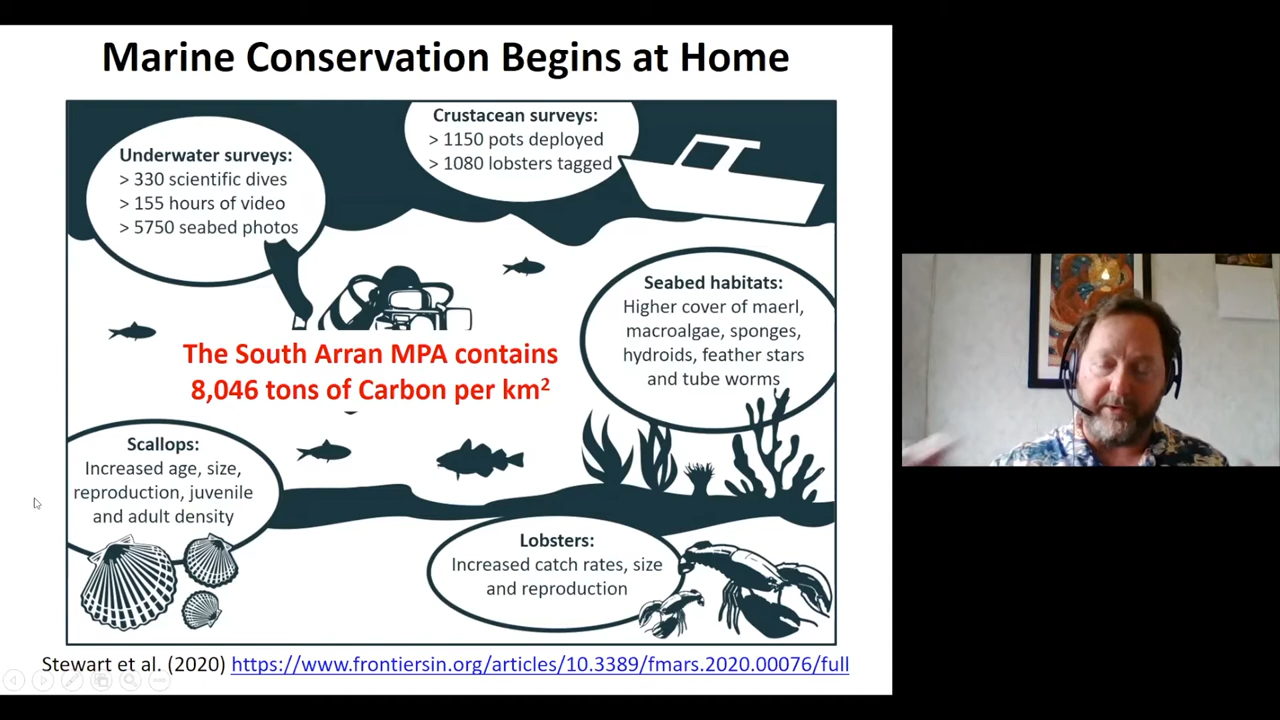 Marine Conservation Begins at Home
Underwater surveys:
> 330 scientific dives
> 155 hours of video
> 5750 seabed photos
Crustacean surveys:
> 1150 pots deployed
> 1080 lobsters tagged
Seabed habitats:
Higher cover of maerl,
macroalgae, sponges,
hydroids, feather stars
and tube worms
The South Arran MPA contains
8,046 tons of Carbon per km²
Scallops:
Increased age, size,
reproduction, juvenile
and adult density
Lobsters:
Increased catch rates, size
and reproduction
Stewart et al. (2020) https://www.frontiersin.org/articles/10.3389/fmars.2020.00076/full